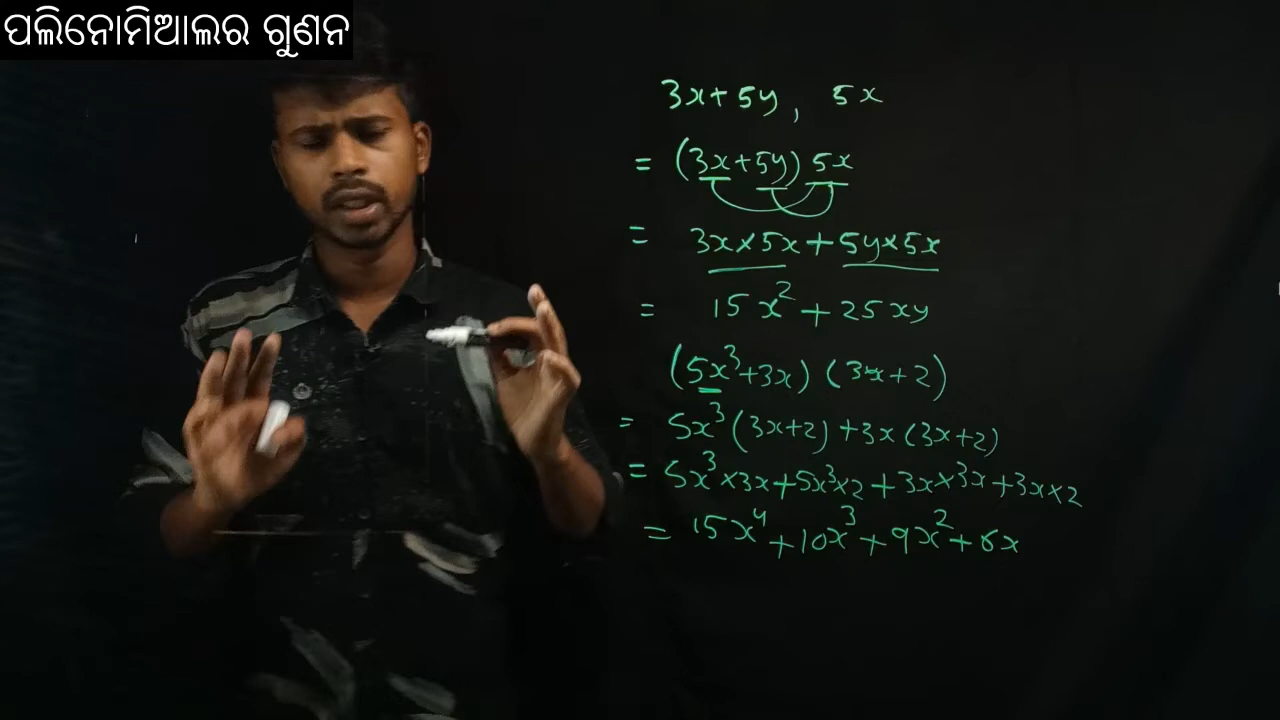 ପଲିନୋମିଆଲର ଗୁଣନ
3x+5y, 5x
= (3x+5y) 5x
= 3x×5x+5y×5x
= 15x²+25xy
(5x³+3x) (3x+2)
= 5x³(3x+2)+3x(3x+2)
= 5x³×3x+5x³×2+3x×3x+3x×2
= 15x⁴+10x³+9x²+6x